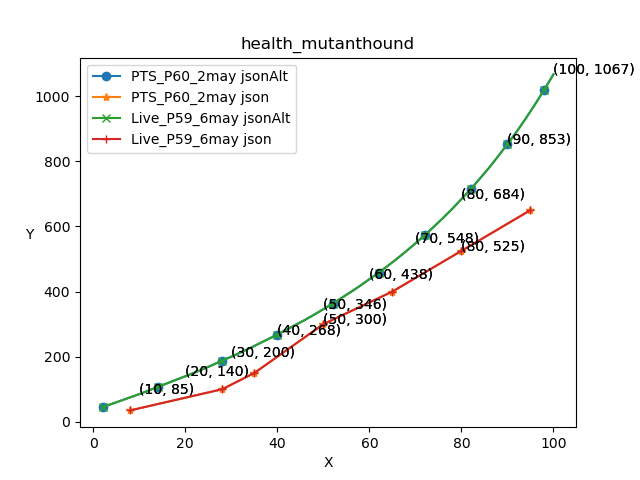 health_mutanthound
PTS_P60_2may jsonAlt
PTS_P60_2may json
Live_P59_6may jsonAlt
Live_P59_6may json
(100, 1067)
(90, 853)
(80, 684)
(70, 548)
(80, 525)
(60, 438)
(50, 346)
(50, 300)
(40, 268)
(30, 200)
(20, 140)
(10, 85)
1000
800
600
400
200
0
Y
0 20 40 60 80 100
X